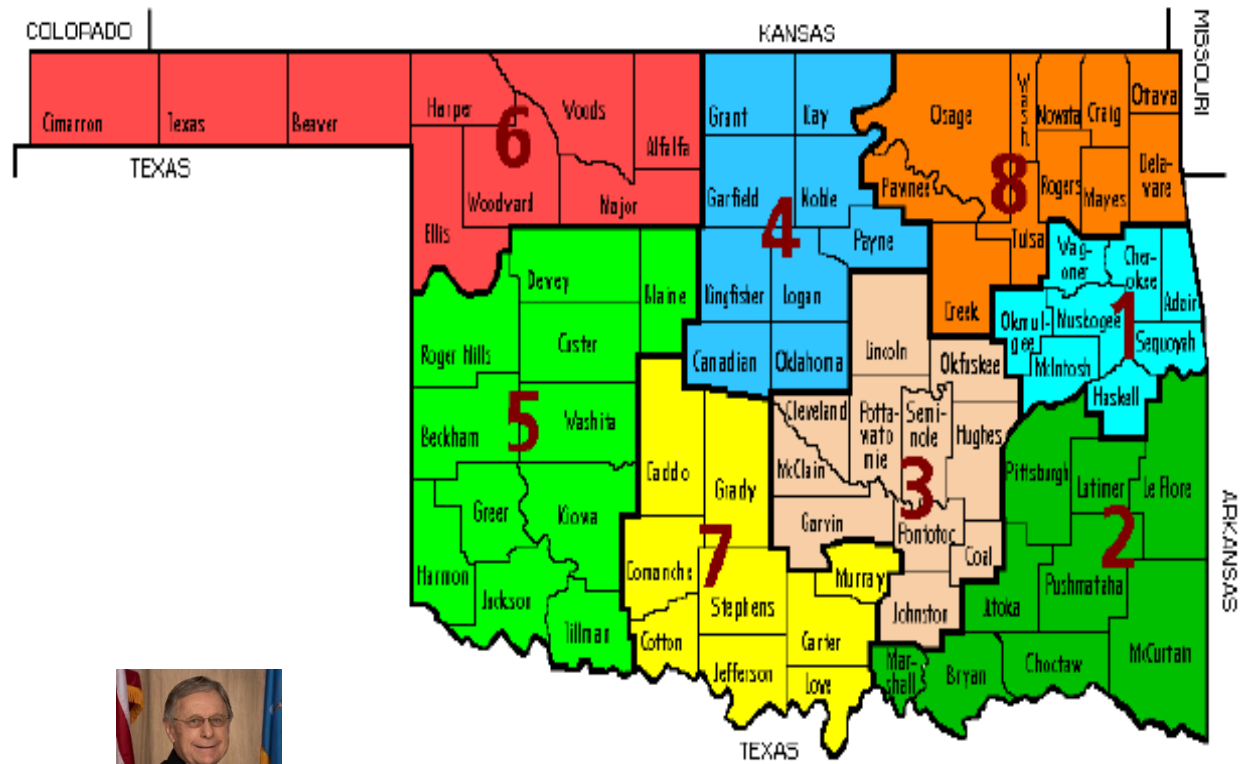 COLORADO
KANSAS
MISSOURI
Cimarron
Texas
Beaver
Harper
Woods
Alfalfa
Grant
Kay
Osage
Wash.
Nowata
Craig
Otava
TEXAS
6
Woodward
Major
Ellis
Garfield
Noble
4
Pawnee
8
Rogers
Mayes
Dela-
ware
Payne
Tulsa
Wag-
oner
Cher-
okee
Adair
Dewey
Blaine
Kingfisher
Logan
Creek
Okmul-
gee
Muskogee
1
Sequoyah
McIntosh
Haskell
Roger Mills
Custer
Canadian
Oklahoma
Lincoln
Okfuskee
Beckham
5
Washita
Caddo
Grady
Cleveland
Potta-
wato
mie
Semi-
nole
Hughes
McClain
3
Pittsburgh
Latimer
Le Flore
ARKANSAS
Greer
Kiowa
Garvin
Pontotoc
Coal
2
Harmon
Jackson
Tillman
Comanche
7
Murray
Stephens
Johnston
Atoka
Pushmataha
Cotton
Jefferson
Carter
Love
Mar-
shall
Bryan
Choctaw
McCurtain
TEXAS